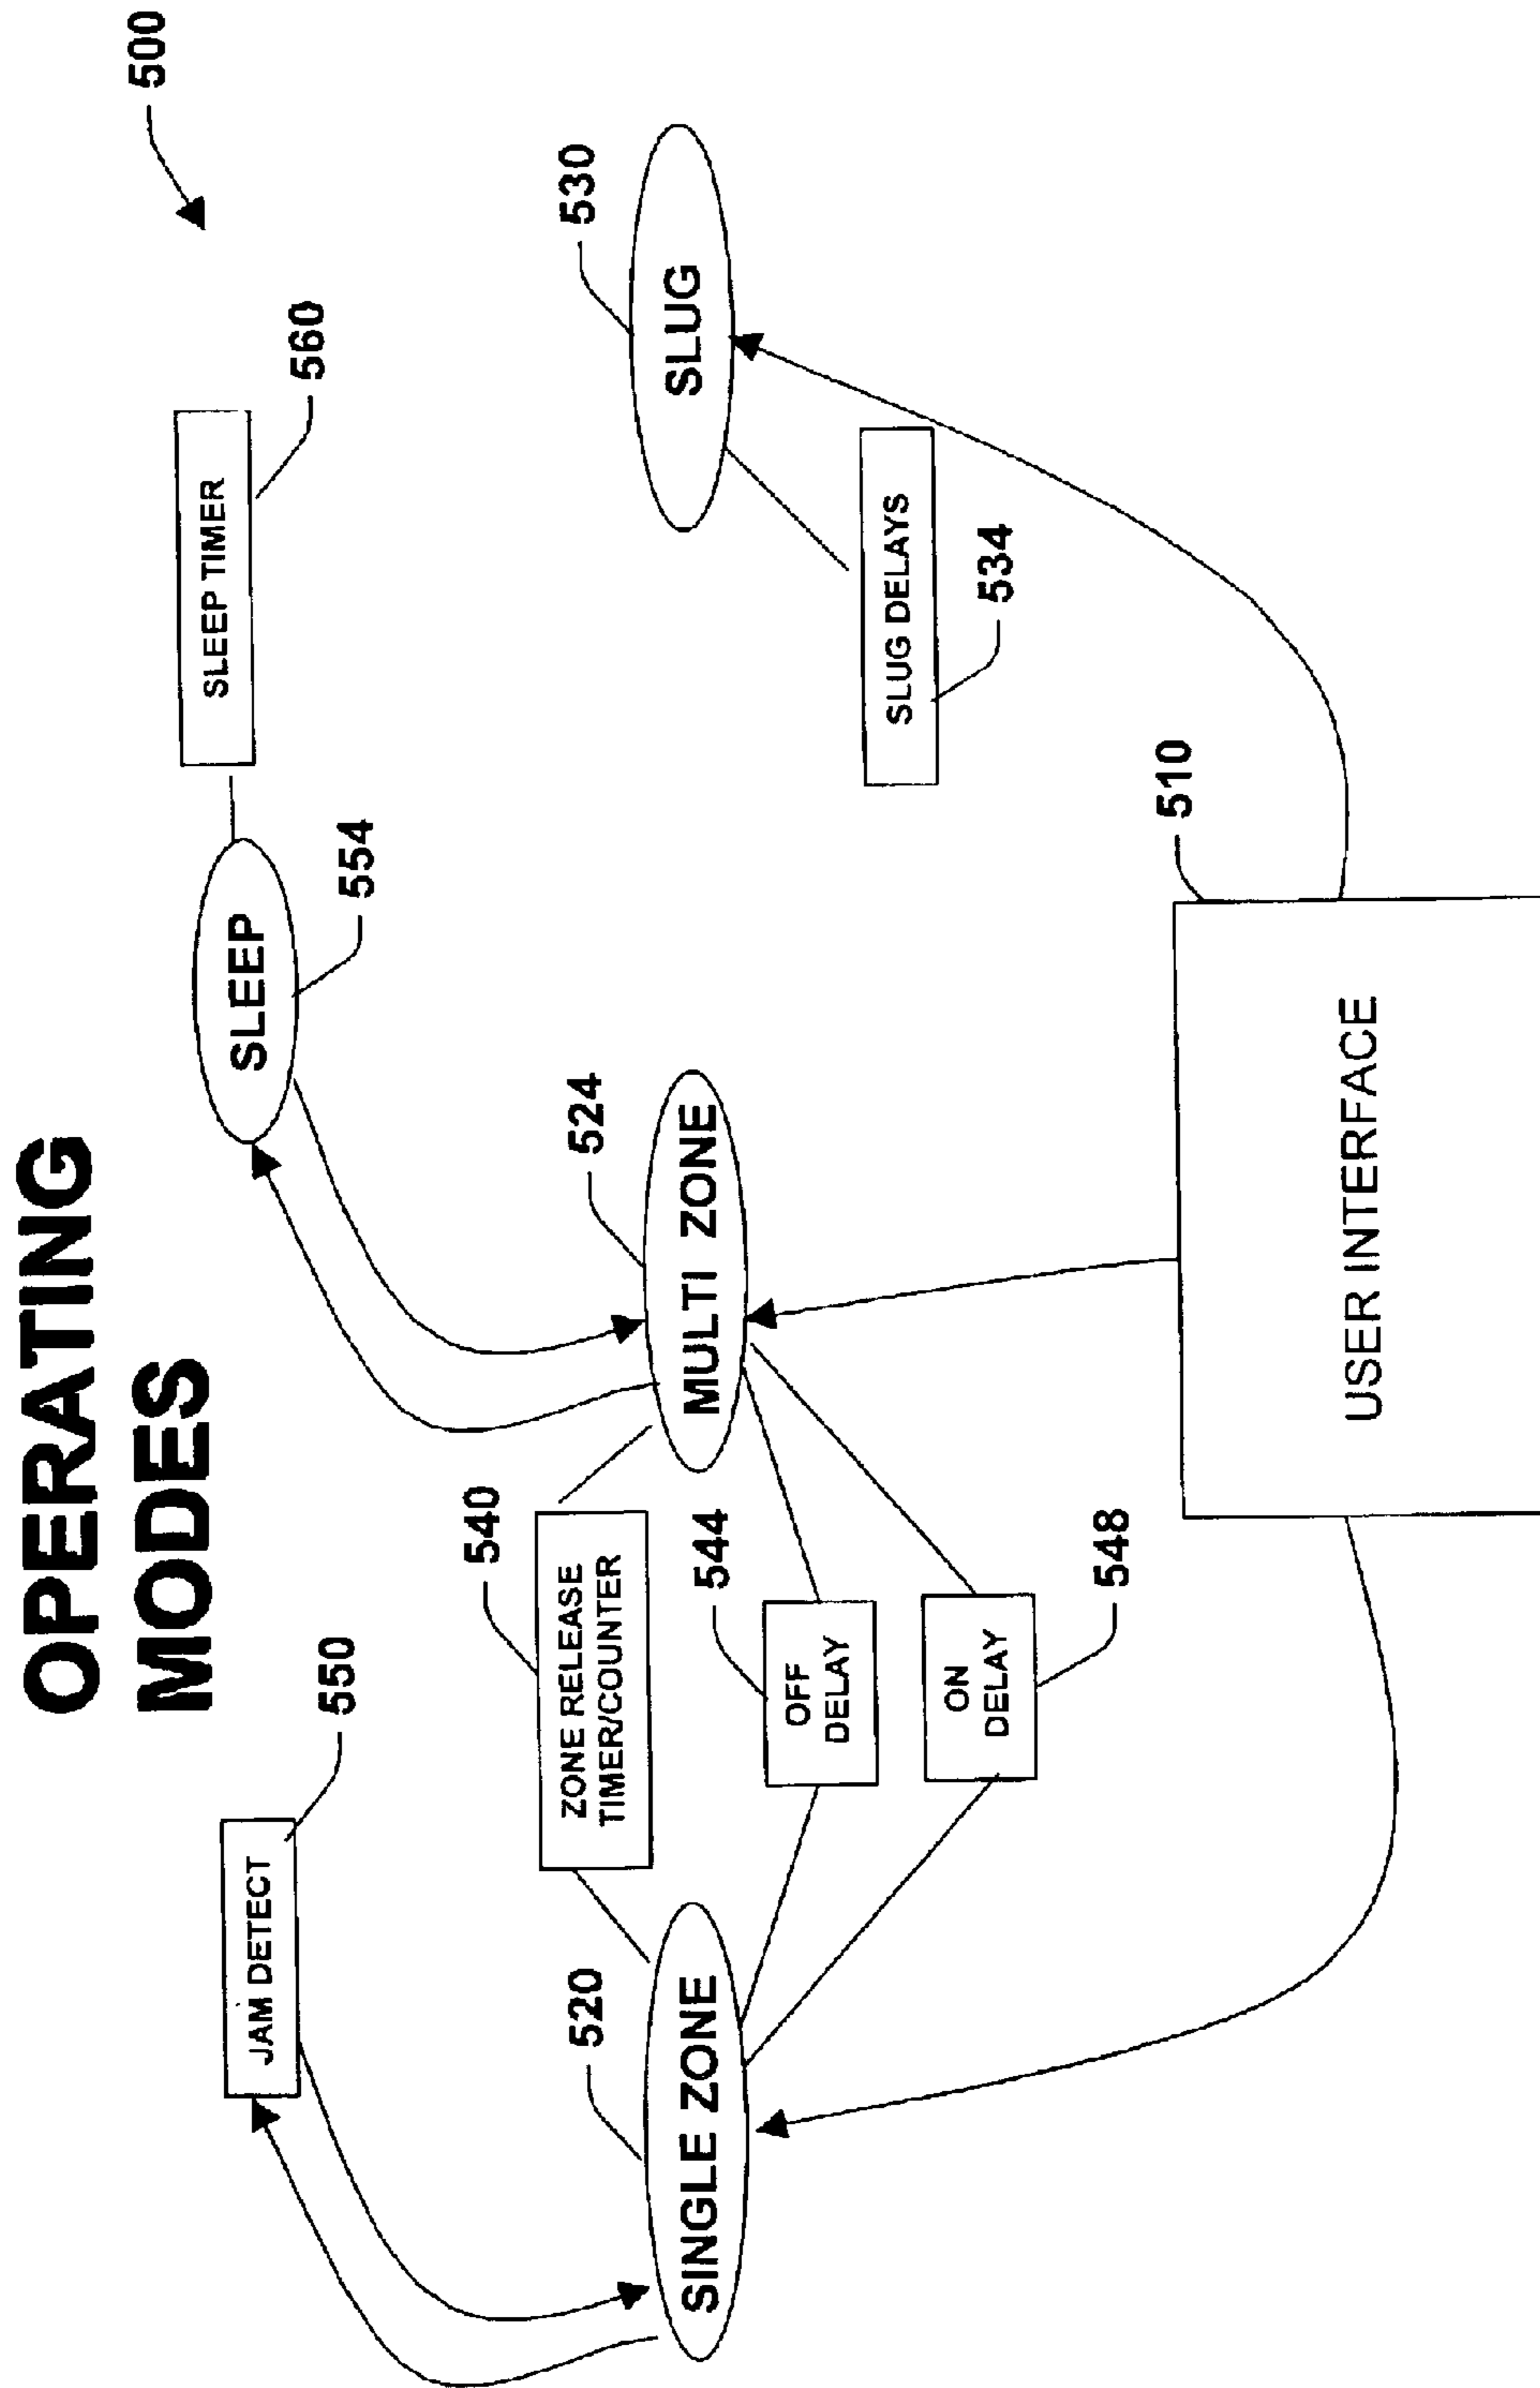 OPERATING
MODES
500
JAM DETECT
550
SLEEP
554
SLEEP TIMER
560
SINGLE ZONE
520
ZONE RELEASE
TIMER/COUNTER
540
MULTI ZONE
524
SLUG
530
OFF
DELAY
544
ON
DELAY
548
SLUG DELAYS
534
USER INTERFACE
510